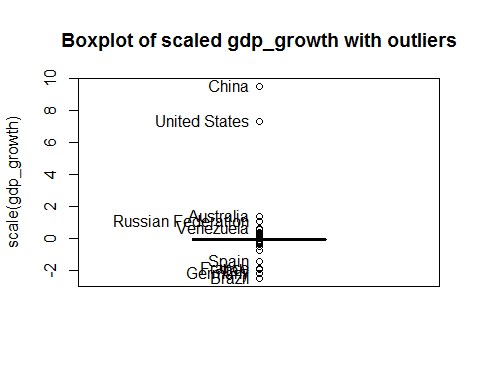 Boxplot of scaled gdp_growth with outliers
scale(gdp_growth)
10
8
6
4
2
0
-2
China
United States
Australia
Russian Federation
Venezuela
Spain
France
Germany
Brazil